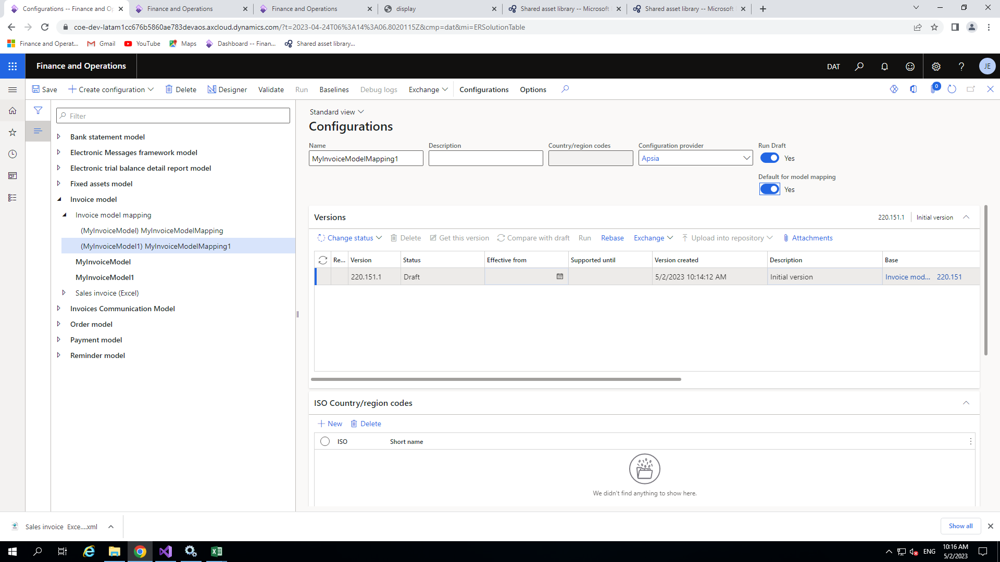 Configurations -- Finance and Op
Finance and Operations
Finance and Operations
display
Shared asset library -- Microsoft
Shared asset library -- Microsoft
coe-dev-latam1cc676b5860ae783devaos.axcloud.dynamics.com/?t=2023-04-24T06%3A14%3A06.8020115Z&cmp=dat&mi=ERSolutionTable
Finance and Operat...
Gmail
YouTube
Maps
Dashboard -- Finan...
Shared asset library...
Finance and Operations
DAT
JE
Save
Create configuration
Delete
Designer
Validate
Run
Baselines
Debug logs
Exchange
Configurations
Options
0
Filter
Bank statement model
Electronic Messages framework model
Electronic trial balance detail report model
Fixed assets model
Invoice model
Invoice model mapping
(MyInvoiceModel) MyInvoiceModelMapping
(MyInvoiceModel1) MyInvoiceModelMapping1
MyInvoiceModel
MyInvoiceModel1
Sales invoice (Excel)
Invoices Communication Model
Order model
Payment model
Reminder model
Standard view
Configurations
Name
Description
Country/region codes
Configuration provider
Run Draft
MyInvoiceModelMapping1
Apsia
Yes
Default for model mapping
Yes
Versions
220.151.1
Initial version
Change status
Delete
Get this version
Compare with draft
Run
Rebase
Exchange
Upload into repository
Attachments
Re...
Version
Status
Effective from
Supported until
Version created
Description
Base
220.151.1
Draft
5/2/2023 10:14:12 AM
Initial version
Invoice mod...
220.151
ISO Country/region codes
New
Delete
ISO
Short name
We didn't find anything to show here.
Sales invoice Exce....xml
Show all
ENG
10:16 AM
5/2/2023